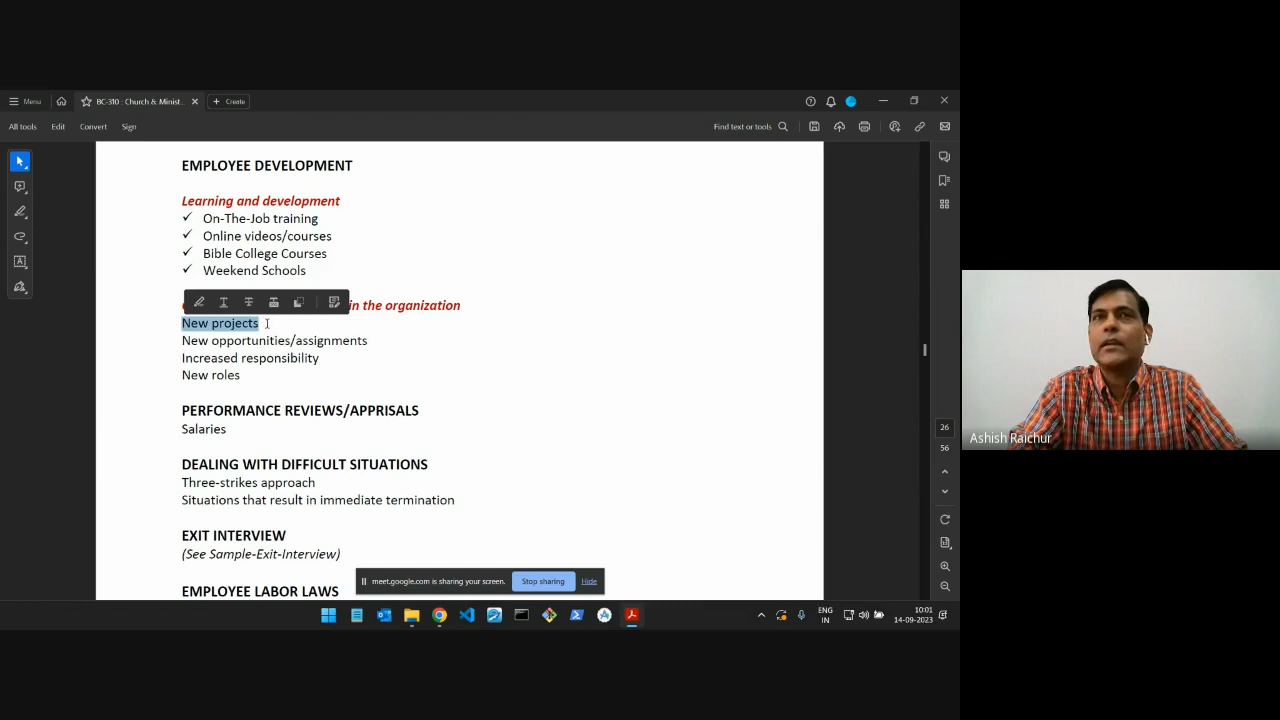 Menu
BC-310 : Church & Minist...
Create
All tools
Edit
Convert
Sign
Find text or tools
EMPLOYEE DEVELOPMENT
Learning and development
✓ On-The-Job training
✓ Online videos/courses
✓ Bible College Courses
✓ Weekend Schools
in the organization
New projects
New opportunities/assignments
Increased responsibility
New roles
PERFORMANCE REVIEWS/APPRISALS
Salaries
DEALING WITH DIFFICULT SITUATIONS
Three-strikes approach
Situations that result in immediate termination
EXIT INTERVIEW
(See Sample-Exit-Interview)
EMPLOYEE LABOR LAWS
26
56
meet.google.com is sharing your screen.
Stop sharing
Hide
ENG
IN
10:01
14-09-2023
Ashish Raichur